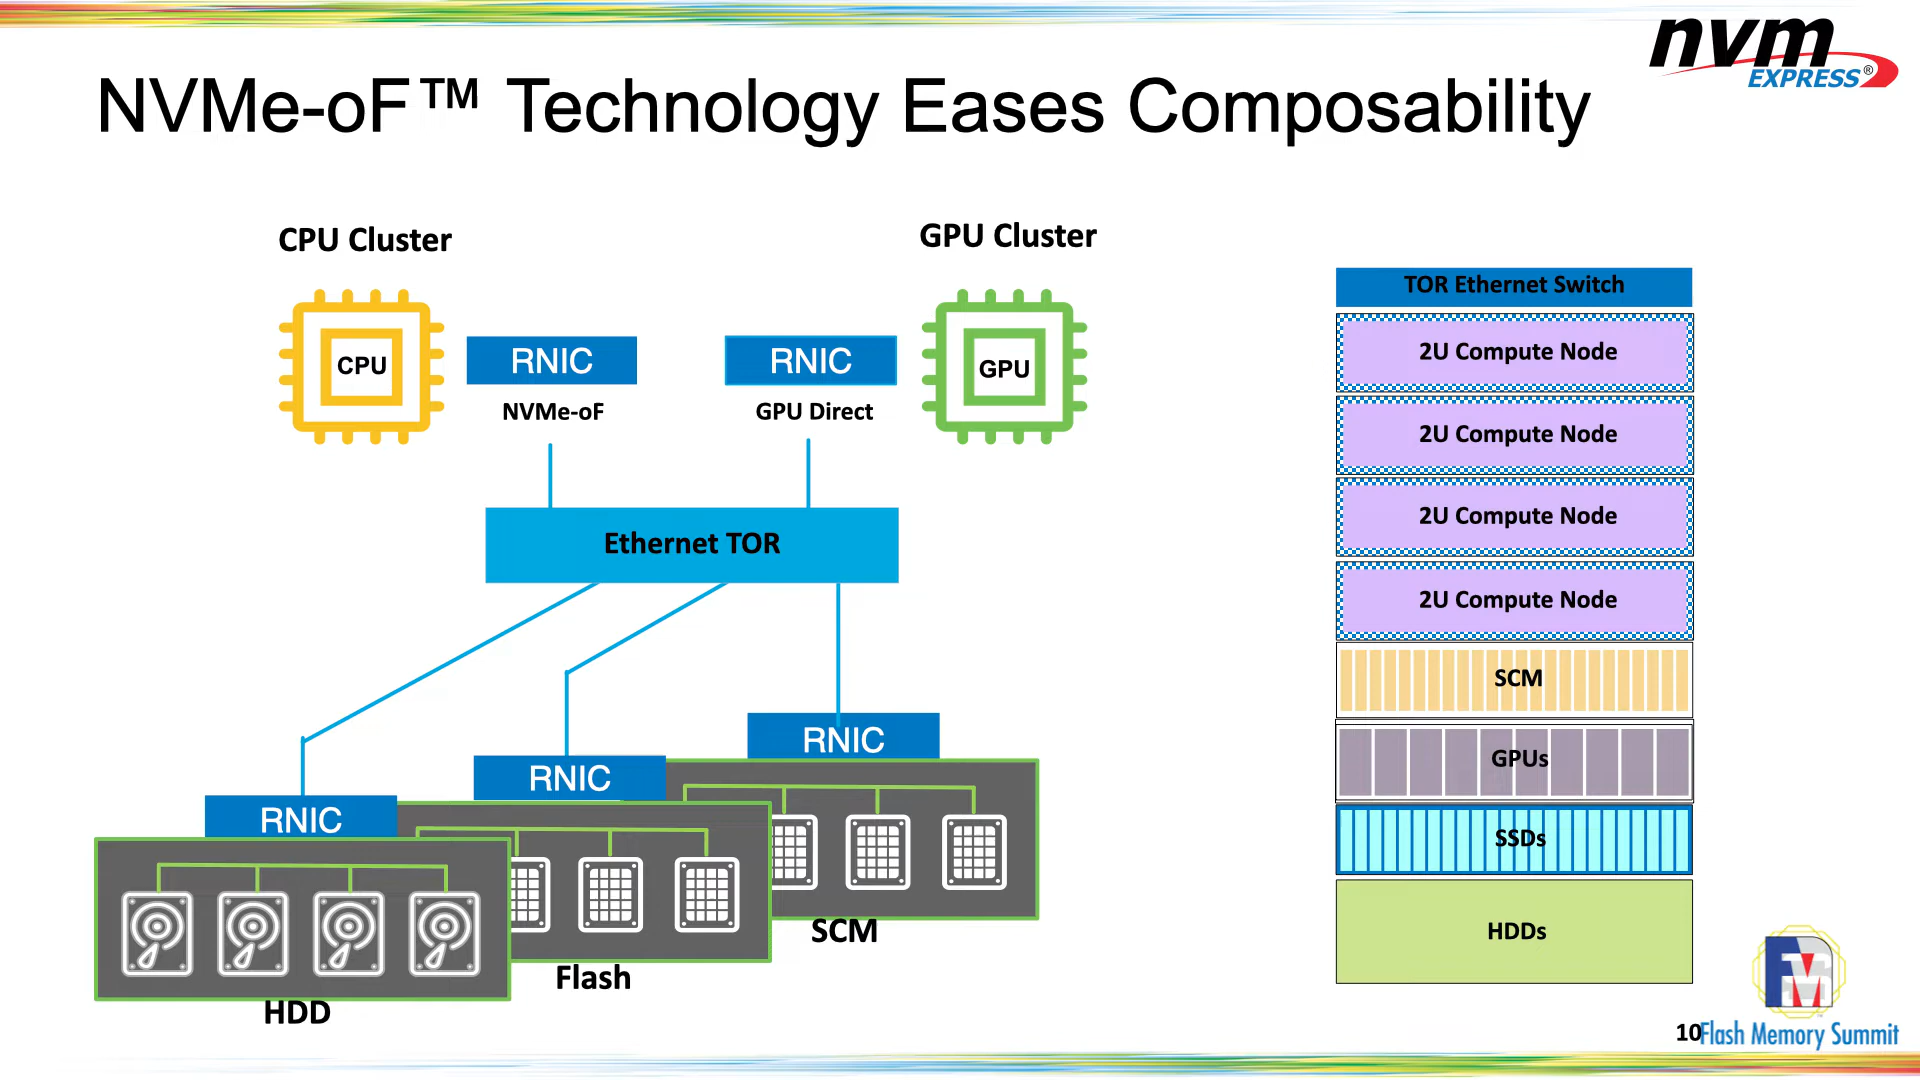 nvm
EXPRESS®
NVMe-oF™ Technology Eases Composability
CPU Cluster
GPU Cluster
CPU
RNIC
NVMe-oF
RNIC
GPU Direct
GPU
Ethernet TOR
RNIC
RNIC
RNIC
SCM
Flash
HDD
TOR Ethernet Switch
2U Compute Node
2U Compute Node
2U Compute Node
2U Compute Node
SCM
GPUs
SSDs
HDDs
10
Flash Memory Summit